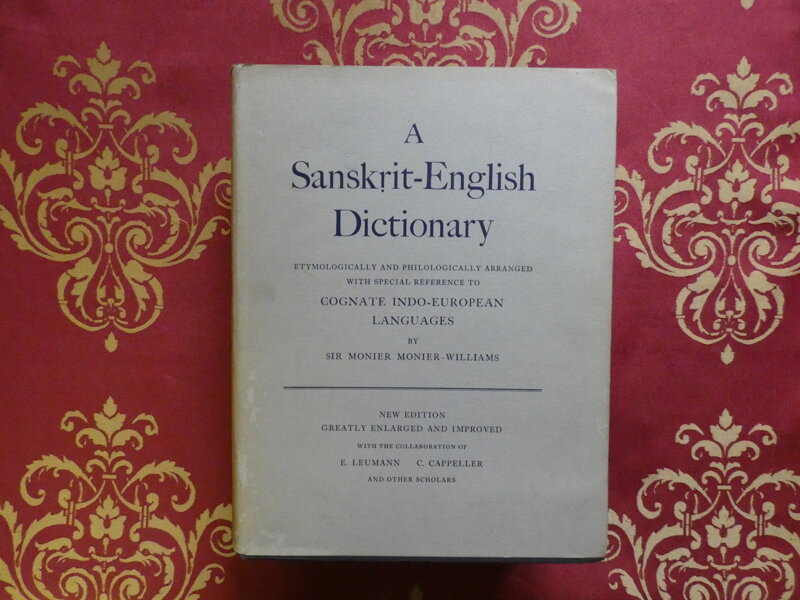 A
Sanskṛit-English
Dictionary
ETYMOLOGICALLY AND PHILOLOGICALLY ARRANGED
WITH SPECIAL REFERENCE TO
COGNATE INDO-EUROPEAN
LANGUAGES
BY
SIR MONIER MONIER-WILLIAMS
NEW EDITION
GREATLY ENLARGED AND IMPROVED
WITH THE COLLABORATION OF
E. LEUMANN C. CAPPELLER
AND OTHER SCHOLARS